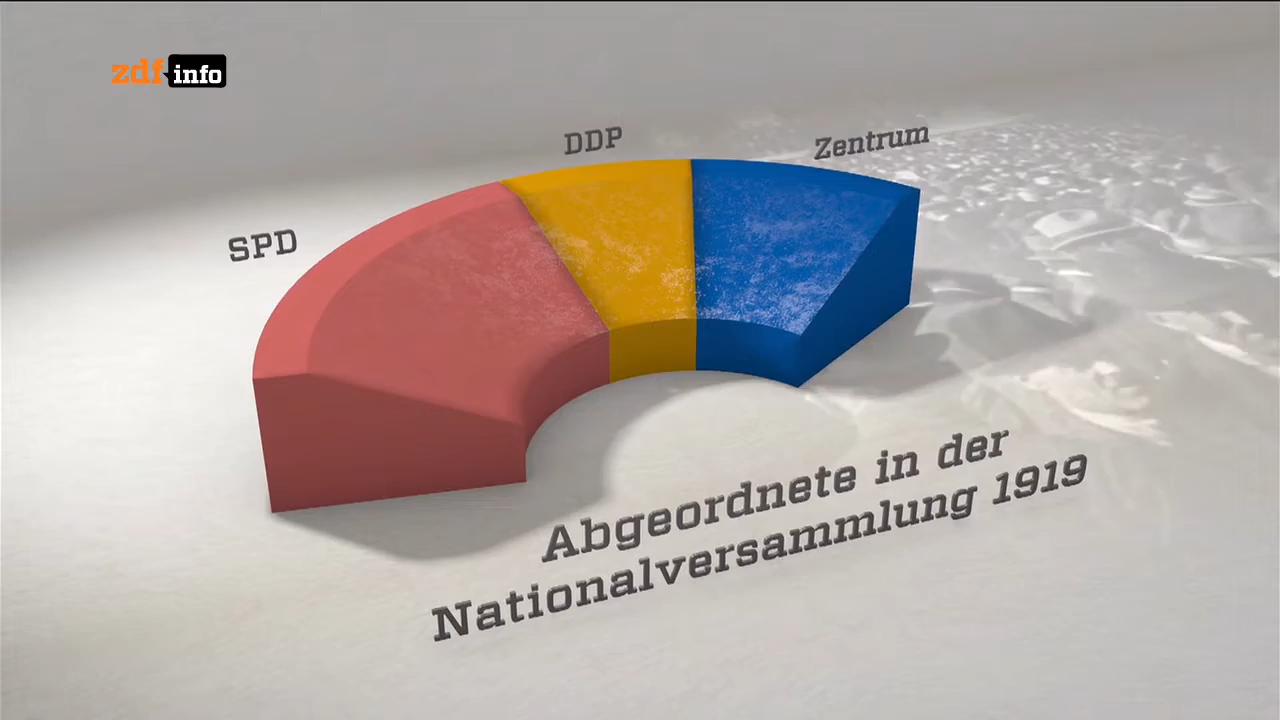 zdf info
DDP
Zentrum
SPD
Abgeordnete in der
Nationalversammlung 1919